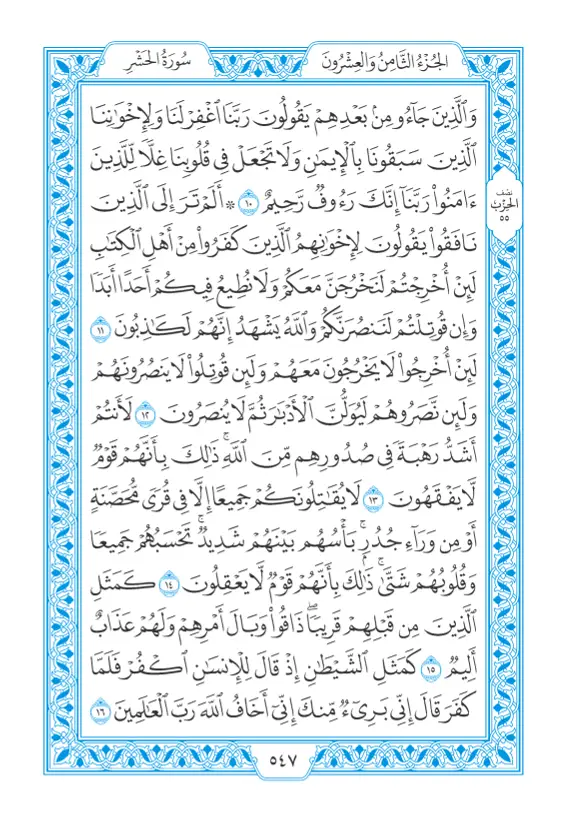 الجُزْءُ الثَّامِنُ وَالعِشْرُونَ
سُورَةُ الحَشْرِ
وَٱلَّذِينَ جَآءُو مِنۢ بَعْدِهِمْ يَقُولُونَ رَبَّنَا ٱغْفِرْ لَنَا وَلِإِخْوَٰنِنَا
ٱلَّذِينَ سَبَقُونَا بِٱلْإِيمَٰنِ وَلَا تَجْعَلْ فِى قُلُوبِنَا غِلًّا لِّلَّذِينَ
ءَامَنُوا۟ رَبَّنَآ إِنَّكَ رَءُوفٌ رَّحِيمٌ ١٠ ۞ أَلَمْ تَرَ إِلَى ٱلَّذِينَ
نصف
الحزب
٥٥
نَافَقُوا۟ يَقُولُونَ لِإِخْوَٰنِهِمُ ٱلَّذِينَ كَفَرُوا۟ مِنْ أَهْلِ ٱلْكِتَٰبِ
لَئِنْ أُخْرِجْتُمْ لَنَخْرُجَنَّ مَعَكُمْ وَلَا نُطِيعُ فِيكُمْ أَحَدًا أَبَدًا
وَإِن قُوتِلْتُمْ لَنَنصُرَنَّكُمْ وَٱللَّهُ يَشْهَدُ إِنَّهُمْ لَكَٰذِبُونَ ١١
لَئِنْ أُخْرِجُوا۟ لَا يَخْرُجُونَ مَعَهُمْ وَلَئِن قُوتِلُوا۟ لَا يَنصُرُونَهُمْ
وَلَئِن نَّصَرُوهُمْ لَيُوَلُّنَّ ٱلْأَدْبَٰرَ ثُمَّ لَا يُنصَرُونَ ١٢ لَأَنتُمْ
أَشَدُّ رَهْبَةً فِى صُدُورِهِم مِّنَ ٱللَّهِ ۚ ذَٰلِكَ بِأَنَّهُمْ قَوْمٌ
لَّا يَفْقَهُونَ ١٣ لَا يُقَٰتِلُونَكُمْ جَمِيعًا إِلَّا فِى قُرًى مُّحَصَّنَةٍ
أَوْ مِن وَرَآءِ جُدُرٍۭ ۚ بَأْسُهُم بَيْنَهُمْ شَدِيدٌ ۚ تَحْسَبُهُمْ جَمِيعًا
وَقُلُوبُهُمْ شَتَّىٰ ۚ ذَٰلِكَ بِأَنَّهُمْ قَوْمٌ لَّا يَعْقِلُونَ ١٤ كَمَثَلِ
ٱلَّذِينَ مِن قَبْلِهِمْ قَرِيبًا ۖ ذَاقُوا۟ وَبَالَ أَمْرِهِمْ وَلَهُمْ عَذَابٌ
أَلِيمٌ ١٥ كَمَثَلِ ٱلشَّيْطَٰنِ إِذْ قَالَ لِلْإِنسَٰنِ ٱكْفُرْ فَلَمَّا
كَفَرَ قَالَ إِنِّى بَرِىٓءٌ مِّنكَ إِنِّىٓ أَخَافُ ٱللَّهَ رَبَّ ٱلْعَٰلَمِينَ ١٦
٥٤٧